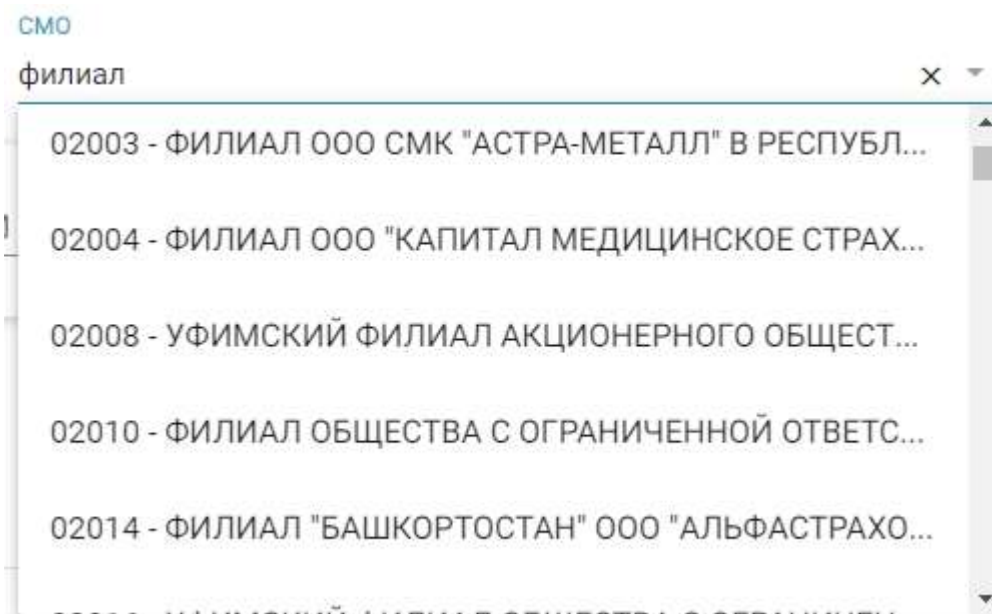 СМО
филиал
02003 - ФИЛИАЛ ООО СМК "АСТРА-МЕТАЛЛ" В РЕСПУБЛ...
02004 - ФИЛИАЛ ООО "КАПИТАЛ МЕДИЦИНСКОЕ СТРАХ...
02008 - УФИМСКИЙ ФИЛИАЛ АКЦИОНЕРНОГО ОБЩЕСТ...
02010 - ФИЛИАЛ ОБЩЕСТВА С ОГРАНИЧЕННОЙ ОТВЕТС...
02014 - ФИЛИАЛ "БАШКОРТОСТАН" ООО "АЛЬФАСТРАХО...